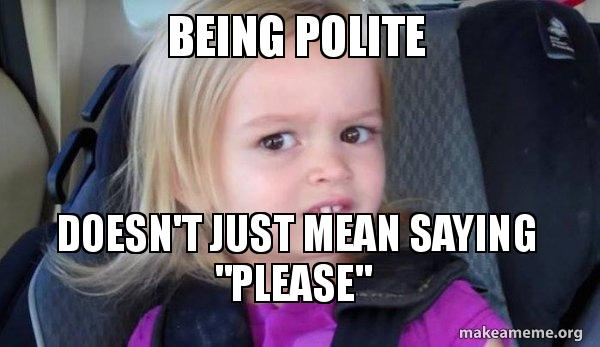 BEING POLITE
DOESN'T JUST MEAN SAYING
"PLEASE"
makeameme.org